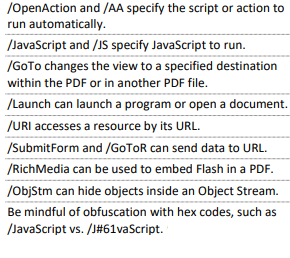 /OpenAction and /AA specify the script or action to
run automatically.
/JavaScript and /JS specify JavaScript to run.
/GoTo changes the view to a specified destination
within the PDF or in another PDF file.
/Launch can launch a program or open a document.
/URI accesses a resource by its URL.
/SubmitForm and /GoToR can send data to URL.
/RichMedia can be used to embed Flash in a PDF.
/ObjStm can hide objects inside an Object Stream.
Be mindful of obfuscation with hex codes, such as
/JavaScript vs. /J#61vaScript.